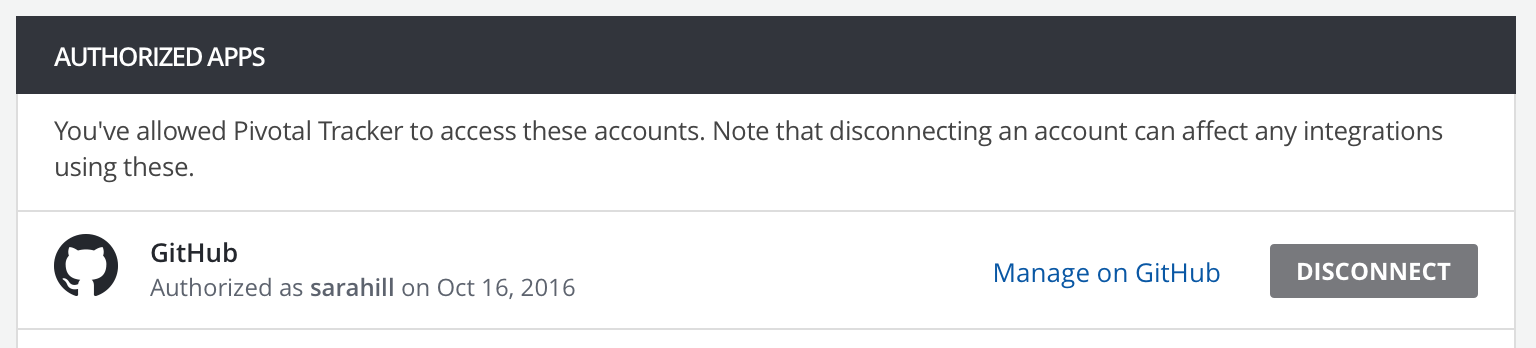 AUTHORIZED APPS
You've allowed Pivotal Tracker to access these accounts. Note that disconnecting an account can affect any integrations
using these.
GitHub
Authorized as sarahill on Oct 16, 2016
Manage on GitHub
DISCONNECT